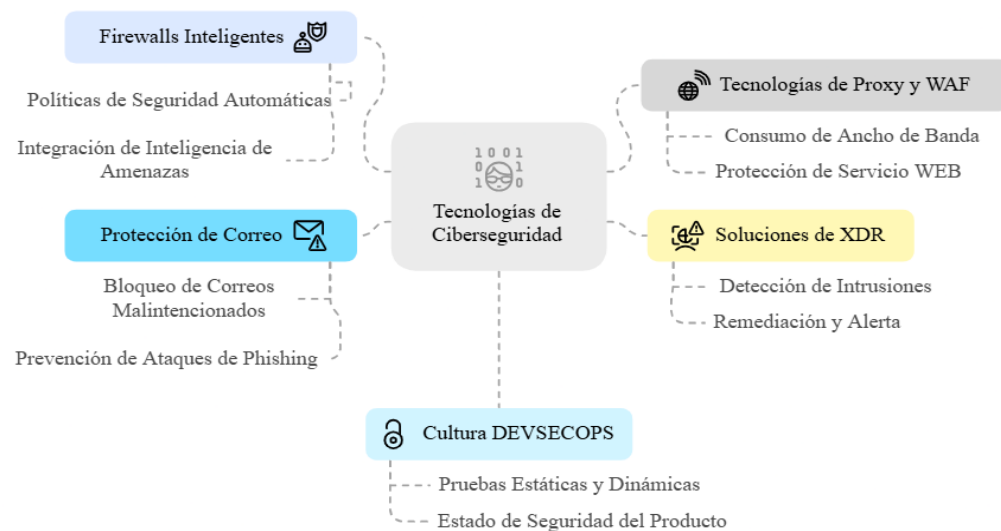 Firewalls Inteligentes
Políticas de Seguridad Automáticas
Integración de Inteligencia de
Amenazas
Protección de Correo
Bloqueo de Correos
Malintencionados
Prevención de Ataques de Phishing
1 0 0 1
0 1
1 0
Tecnologías de
Ciberseguridad
Tecnologías de Proxy y WAF
Consumo de Ancho de Banda
Protección de Servicio WEB
Soluciones de XDR
Detección de Intrusiones
Remediación y Alerta
Cultura DEVSECOPS
Pruebas Estáticas y Dinámicas
Estado de Seguridad del Producto